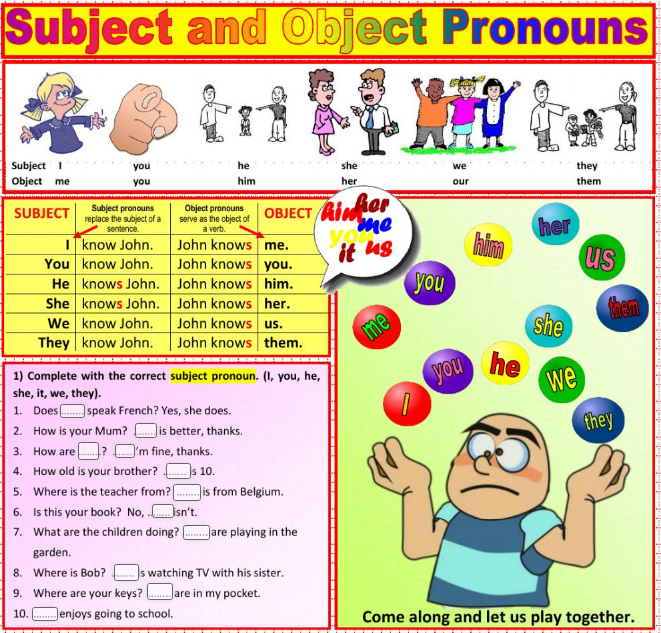 Subject and Object Pronouns
Subject I you he she we they
Object me you him her our them
SUBJECT Subject pronouns replace the subject of a sentence. Object pronouns serve as the object of a verb. OBJECT
I know John. John knows me.
You know John. John knows you.
He knows John. John knows him.
She knows John. John knows her.
We know John. John knows us.
They know John. John knows them.
him her
me
you
it us
her
him
us
you
them
me
she
you
he
we
I
they
1) Complete with the correct subject pronoun. (I, you, he,
she, it, we, they).
1. Does ........ speak French? Yes, she does.
2. How is your Mum? ....... is better, thanks.
3. How are .......? ......'m fine, thanks.
4. How old is your brother? .......s 10.
5. Where is the teacher from? ........ is from Belgium.
6. Is this your book? No, ........ isn't.
7. What are the children doing? ........ are playing in the
garden.
8. Where is Bob? ........s watching TV with his sister.
9. Where are your keys? ........ are in my pocket.
10. ........ enjoys going to school.
Come along and let us play together.